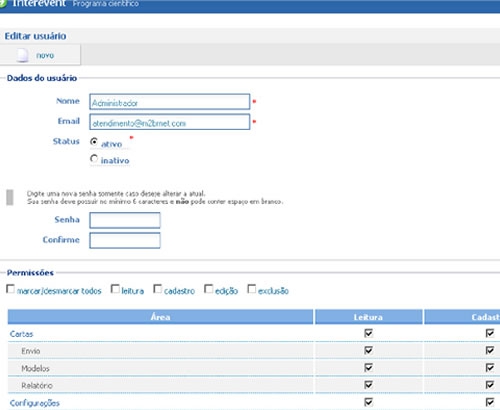 Interevent Programa científico
Editar usuário
novo
Dados do usuário
Nome Administrador *
Email atendimento@m2brnet.com *
Status ativo *
inativo
Digite uma nova senha somente caso deseje alterar a atual.
Sua senha deve possuir no mínimo 6 caracteres e não pode conter espaço em branco.
Senha
Confirme
Permissões
marcar/desmarcar todos leitura cadastro edição exclusão
Área Leitura Cadast
Cartas
Envio
Modelos
Relatório
Configurações